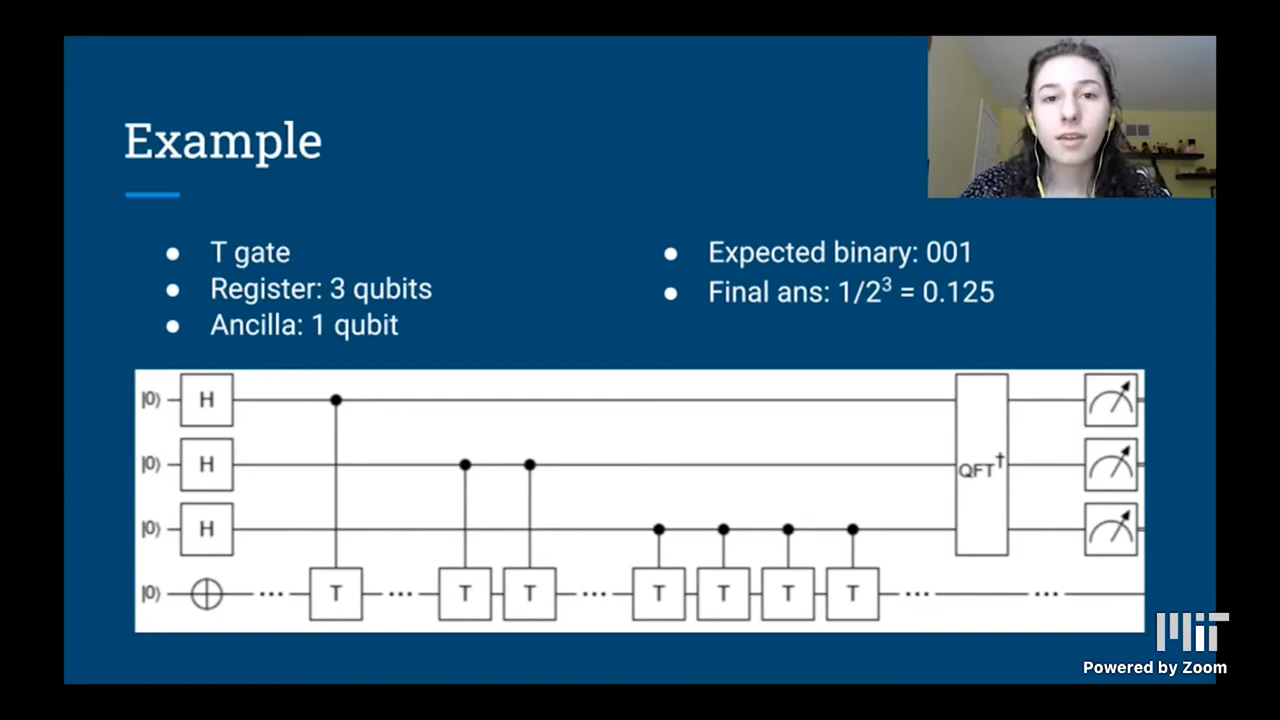 Example
T gate
Register: 3 qubits
Ancilla: 1 qubit
Expected binary: 001
Final ans: 1/2³ = 0.125
|0⟩ H
|0⟩ H QFT†
|0⟩ H
|0⟩ ... T ... T T ... T T T T ... ...
MIT
Powered by Zoom